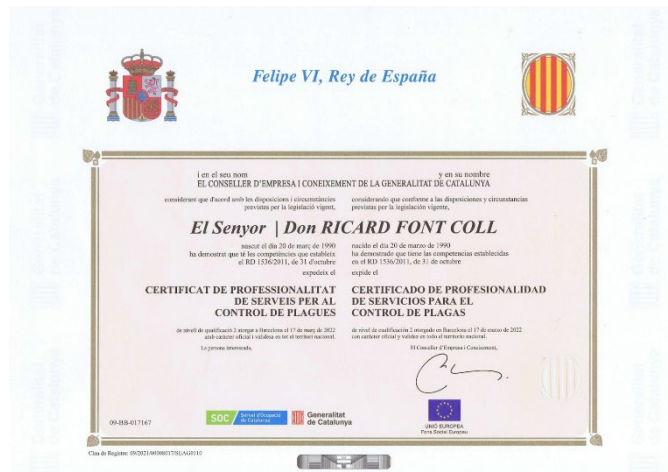 Felipe VI, Rey de España
i en el seu nom
EL CONSELLER D'EMPRESA I CONEIXEMENT DE LA GENERALITAT DE CATALUNYA
y en su nombre
considerant que d'acord amb les disposicions i circumstàncies
previstes per la legislació vigent,
considerando que conforme a las disposiciones y circunstancias
previstas por la legislación vigente,
El Senyor | Don RICARD FONT COLL
nascut el dia 28 de març de 1990
ha demostrat que té les competències que estableix
el RD 1536/2011, de 31 d'octubre
expedeix el
nacido el día 20 de marzo de 1990
ha demostrado que tiene las competencias establecidas
en el RD 1536/2011, de 31 de octubre
expide el
CERTIFICAT DE PROFESSIONALITAT
DE SERVEIS PER AL
CONTROL DE PLAGUES
CERTIFICADO DE PROFESIONALIDAD
DE SERVICIOS PARA EL
CONTROL DE PLAGAS
de nivell de qualificació 2 atorgat a Barcelona el 17 de març de 2022
amb caràcter oficial i validesa en tot el territori nacional.
de nivel de cualificación 2 otorgado en Barcelona el 17 de marzo de 2022
con carácter oficial y validez en todo el territorio nacional.
La persona interessada,
El Conseller d'Empresa i Coneixement,
09-BB-017167
SOC
Servei d'Ocupació
de Catalunya
Generalitat
de Catalunya
UNIÓ EUROPEA
Fons Social Europeu